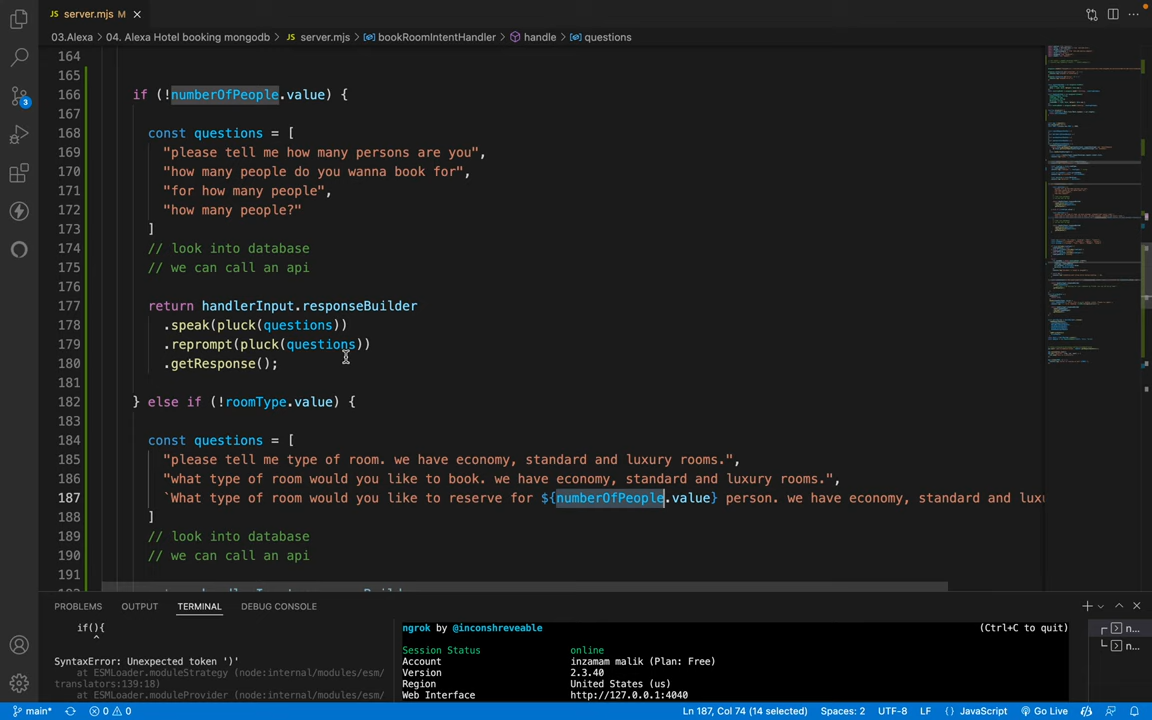 JS server.mjs M
03.Alexa > 04. Alexa Hotel booking mongodb > JS server.mjs > bookRoomIntentHandler > handle > questions
164
165
166 if (!numberOfPeople.value) {
167
168 const questions = [
169 "please tell me how many persons are you",
170 "how many people do you wanna book for",
171 "for how many people",
172 "how many people?"
173 ]
174 // look into database
175 // we can call an api
176
177 return handlerInput.responseBuilder
178 .speak(pluck(questions))
179 .reprompt(pluck(questions))
180 .getResponse();
181
182 } else if (!roomType.value) {
183
184 const questions = [
185 "please tell me type of room. we have economy, standard and luxury rooms.",
186 "what type of room would you like to book. we have economy, standard and luxury rooms.",
187 `What type of room would you like to reserve for ${numberOfPeople.value} person. we have economy, standard and lux
188 ]
189 // look into database
190 // we can call an api
191
3
PROBLEMS OUTPUT TERMINAL DEBUG CONSOLE
if(){
^
SyntaxError: Unexpected token ')'
at ESMLoader.moduleStrategy (node:internal/modules/esm/
translators:139:18)
at ESMLoader.moduleProvider (node:internal/modules/esm/
ngrok by @inconshreveable (Ctrl+C to quit)
Session Status online
Account inzamam malik (Plan: Free)
Version 2.3.40
Region United States (us)
Web Interface http://127.0.0.1:4040
n...
n...
main* 0 0 Ln 187, Col 74 (14 selected) Spaces: 2 UTF-8 LF {} JavaScript Go Live